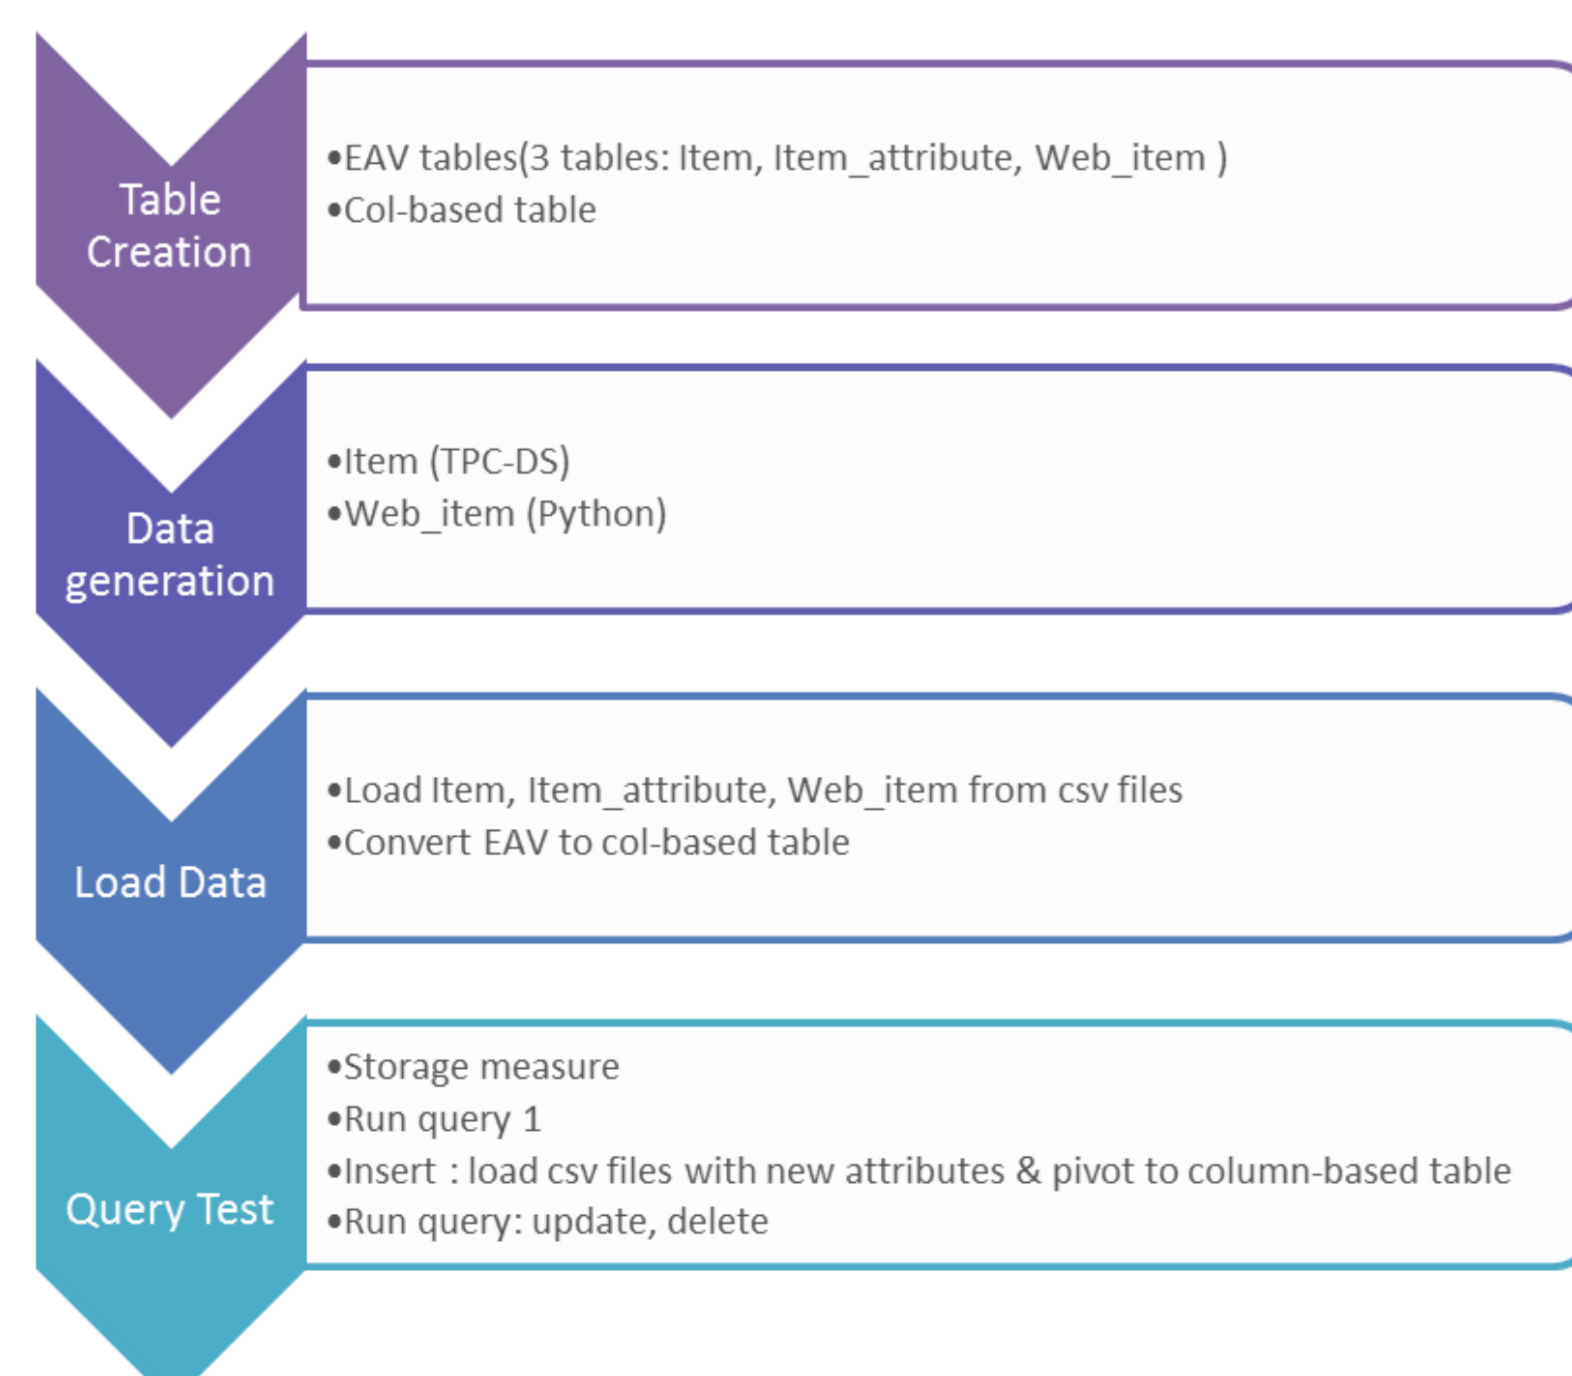 Table
Creation
•EAV tables(3 tables: Item, Item_attribute, Web_item )
•Col-based table
Data
generation
•Item (TPC-DS)
•Web_item (Python)
Load Data
•Load Item, Item_attribute, Web_item from csv files
•Convert EAV to col-based table
Query Test
•Storage measure
•Run query 1
•Insert : load csv files with new attributes & pivot to column-based table
•Run query: update, delete